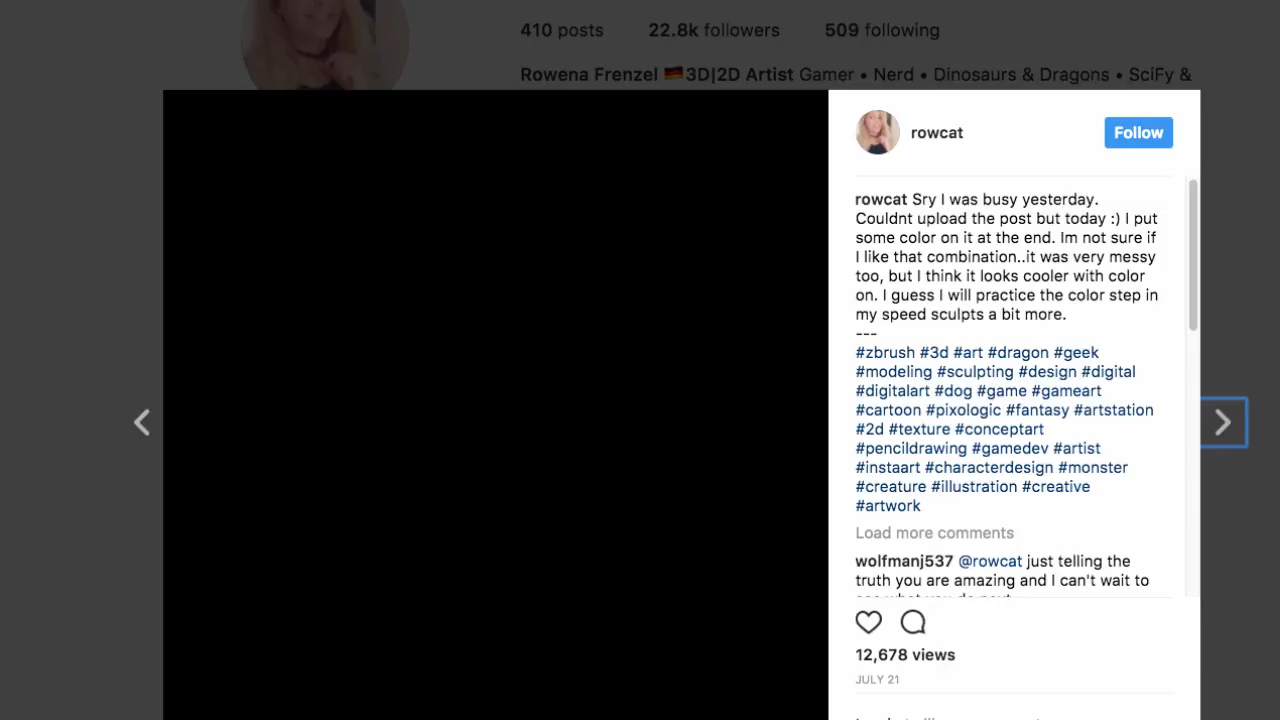 410 posts 22.8k followers 509 following
Rowena Frenzel 🇩🇪3D|2D Artist Gamer • Nerd • Dinosaurs & Dragons • SciFy &
rowcat
Follow
rowcat Sry I was busy yesterday.
Couldnt upload the post but today :) I put
some color on it at the end. Im not sure if
I like that combination..it was very messy
too, but I think it looks cooler with color
on. I guess I will practice the color step in
my speed sculpts a bit more.
---
#zbrush #3d #art #dragon #geek
#modeling #sculpting #design #digital
#digitalart #dog #game #gameart
#cartoon #pixologic #fantasy #artstation
#2d #texture #conceptart
#pencildrawing #gamedev #artist
#instaart #characterdesign #monster
#creature #illustration #creative
#artwork
Load more comments
wolfmanj537 @rowcat just telling the
truth you are amazing and I can't wait to
12,678 views
JULY 21